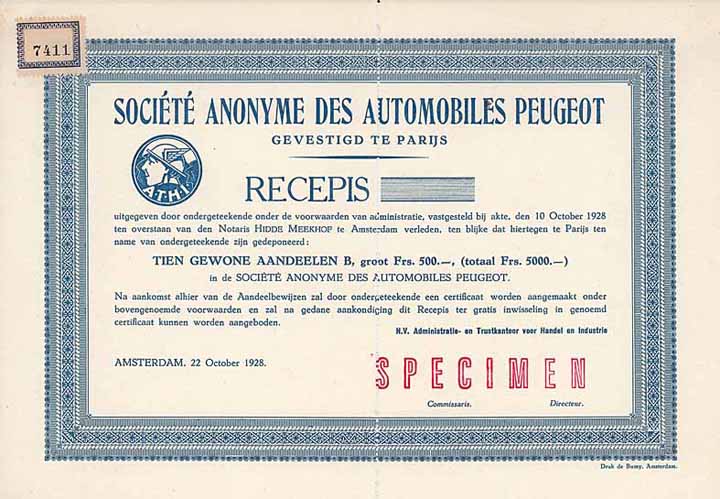 7411
SOCIÉTÉ ANONYME DES AUTOMOBILES PEUGEOT
GEVESTIGD TE PARIJS
ATHI
RECEPIS
uitgegeven door ondergeteekende onder de voorwaarden van administratie, vastgesteld bij akte, den 10 October 1928
ten overstaan van den Notaris HIDDE MEEKHOF te Amsterdam verleden, ten blijke dat hiertegen te Parijs ten
name van ondergeteekende zijn gedeponeerd:
TIEN GEWONE AANDEELEN B, groot Frs. 500.—, (totaal Frs. 5000.—)
in de SOCIÉTÉ ANONYME DES AUTOMOBILES PEUGEOT.
Na aankomst alhier van de Aandeelbewijzen zal door ondergeteekende een certificaat worden aangemaakt onder
bovengenoemde voorwaarden en zal na gedane aankondiging dit Recepis ter gratis inwisseling in genoemd
certificaat kunnen worden aangeboden.
N.V. Administratie- en Trustkantoor voor Handel en Industrie
AMSTERDAM, 22 October 1928.
SPECIMEN
Commissaris. Directeur.
Druk de Bussy, Amsterdam.